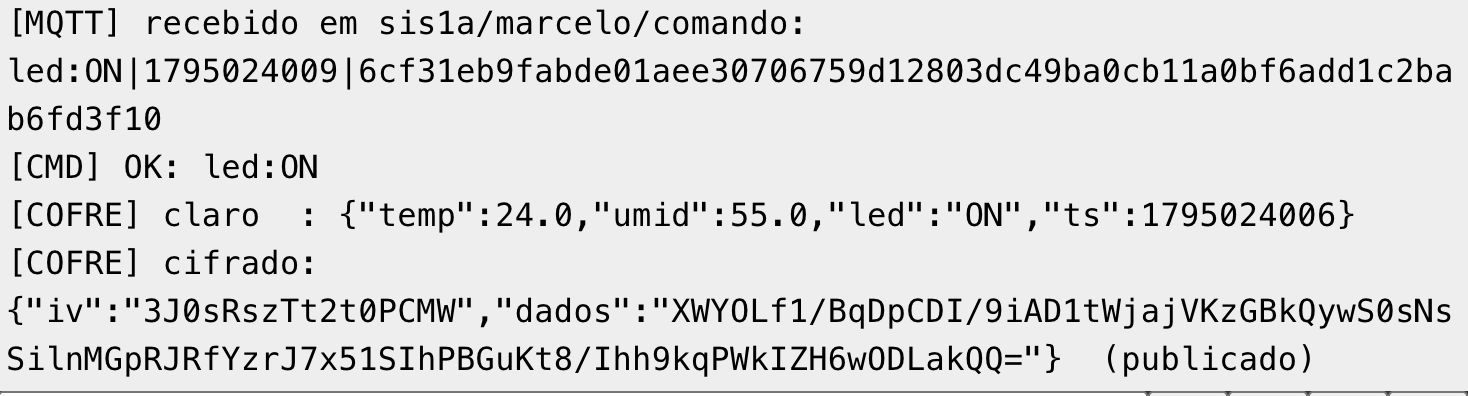 [MQTT] recebido em sis1a/marcelo/comando:
led:ON|1795024009|6cf31eb9fabde01aee30706759d12803dc49ba0cb11a0bf6add1c2ba
b6fd3f10
[CMD] OK: led:ON
[COFRE] claro  : {"temp":24.0,"umid":55.0,"led":"ON","ts":1795024006}
[COFRE] cifrado:
{"iv":"3J0sRszTt2t0PCMW","dados":"XWYOLf1/BqDpCDI/9iAD1tWjajVKzGBkQywS0sNs
SilnMGpRJRfYzrJ7x51SIhPBGuKt8/Ihh9kqPWkIZH6wODLakQQ="}  (publicado)